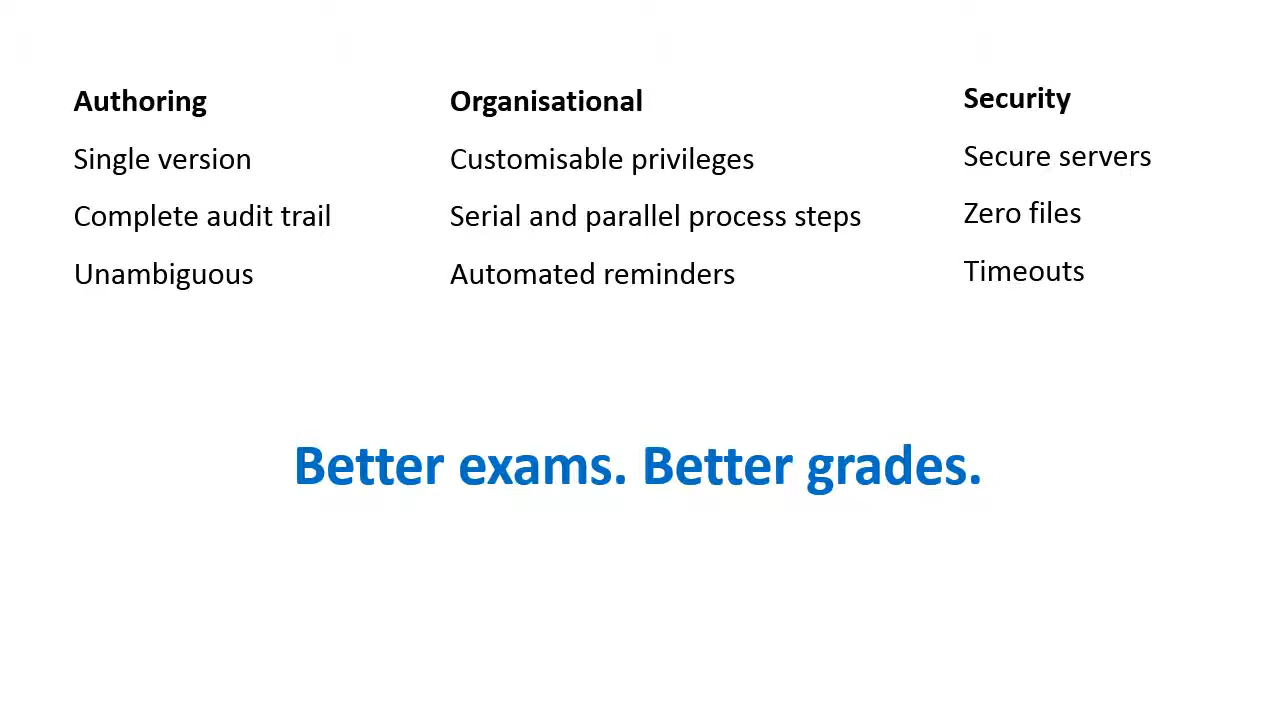 Authoring
Single version
Complete audit trail
Unambiguous
Organisational
Customisable privileges
Serial and parallel process steps
Automated reminders
Security
Secure servers
Zero files
Timeouts
Better exams. Better grades.